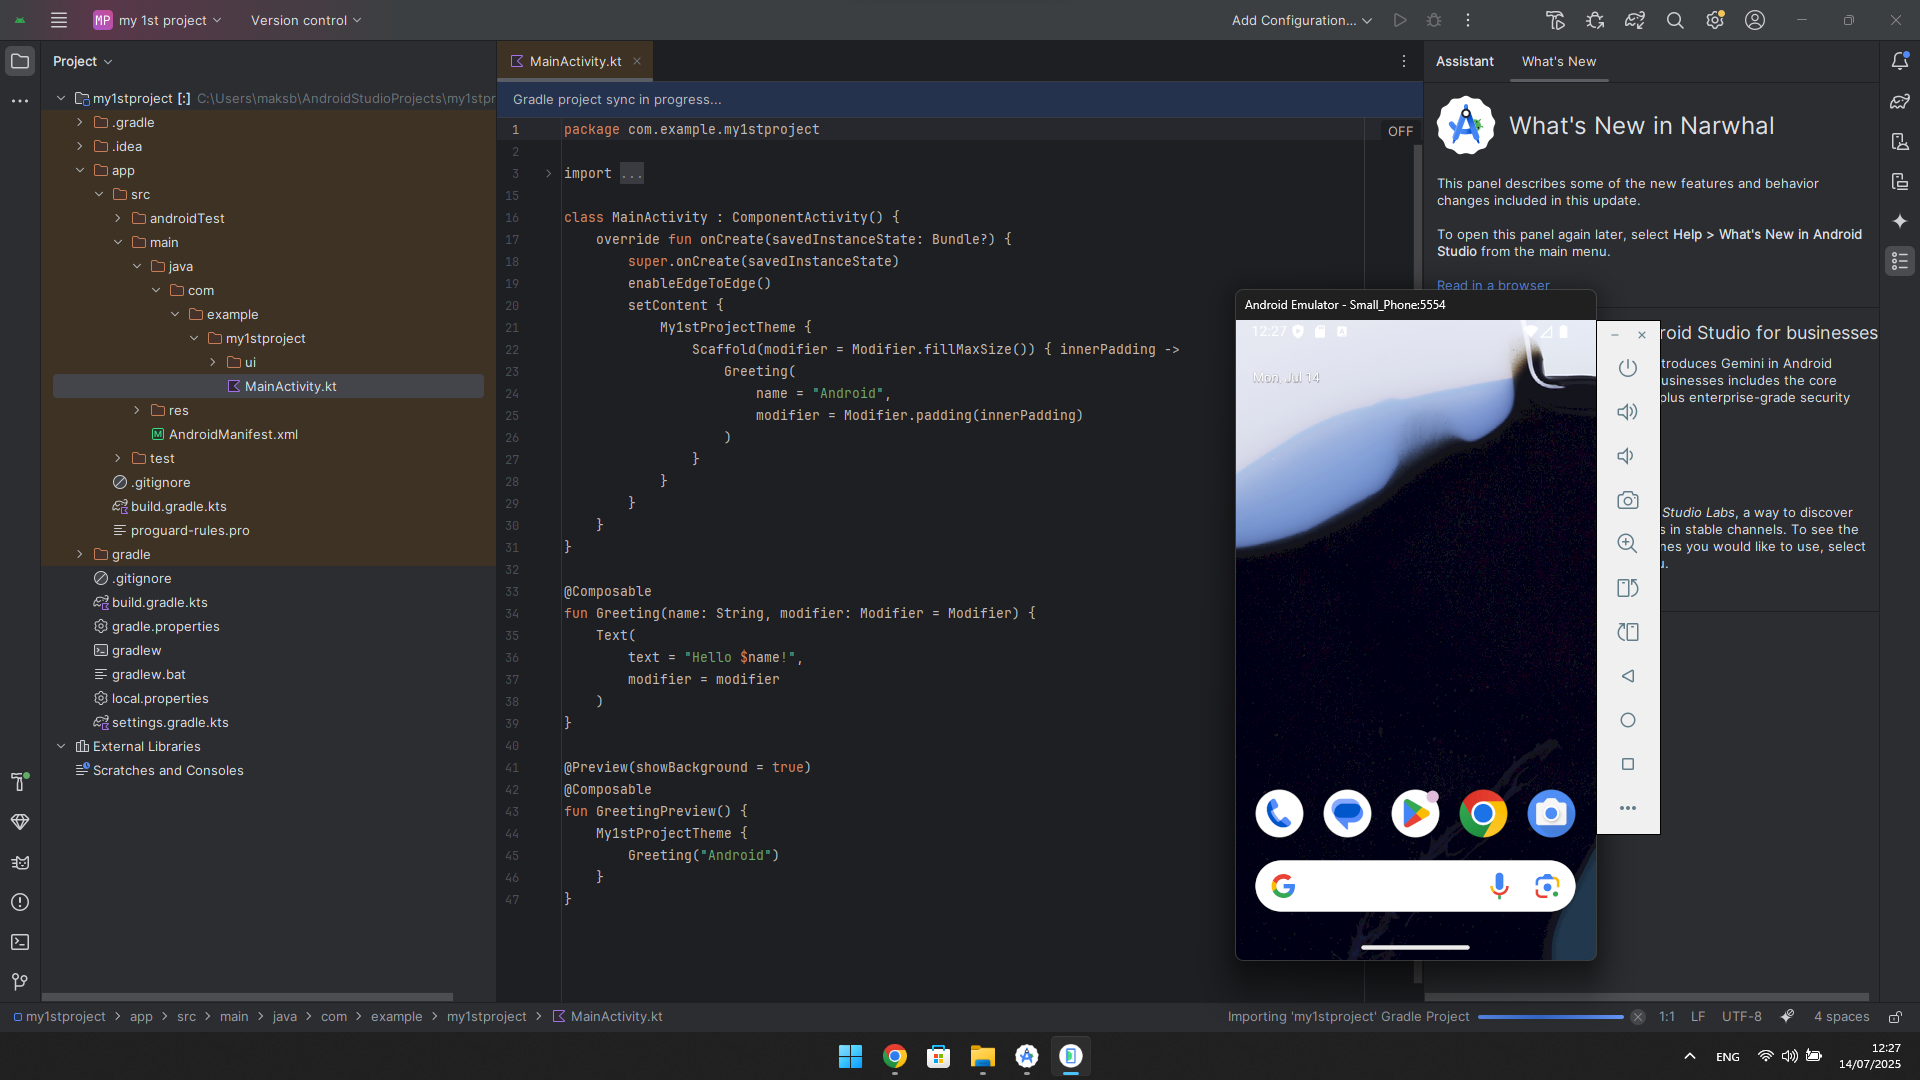 MP my 1st project
Version control
Add Configuration...
Project
my1stproject [:] C:\Users\maksb\AndroidStudioProjects\my1stpr
.gradle
.idea
app
src
androidTest
main
java
com
example
my1stproject
ui
MainActivity.kt
res
AndroidManifest.xml
test
.gitignore
build.gradle.kts
proguard-rules.pro
gradle
.gitignore
build.gradle.kts
gradle.properties
gradlew
gradlew.bat
local.properties
settings.gradle.kts
External Libraries
Scratches and Consoles
MainActivity.kt
Gradle project sync in progress...
OFF
1 package com.example.my1stproject
2
3 import ...
15
16 class MainActivity : ComponentActivity() {
17 override fun onCreate(savedInstanceState: Bundle?) {
18 super.onCreate(savedInstanceState)
19 enableEdgeToEdge()
20 setContent {
21 My1stProjectTheme {
22 Scaffold(modifier = Modifier.fillMaxSize()) { innerPadding ->
23 Greeting(
24 name = "Android",
25 modifier = Modifier.padding(innerPadding)
26 )
27 }
28 }
29 }
30 }
31 }
32
33 @Composable
34 fun Greeting(name: String, modifier: Modifier = Modifier) {
35 Text(
36 text = "Hello $name!",
37 modifier = modifier
38 )
39 }
40
41 @Preview(showBackground = true)
42 @Composable
43 fun GreetingPreview() {
44 My1stProjectTheme {
45 Greeting("Android")
46 }
47 }
Assistant
What's New
What's New in Narwhal
This panel describes some of the new features and behavior
changes included in this update.
To open this panel again later, select Help > What's New in Android
Studio from the main menu.
Read in a browser
roid Studio for businesses
troduces Gemini in Android
usinesses includes the core
plus enterprise-grade security
Studio Labs, a way to discover
s in stable channels. To see the
nes you would like to use, select
u.
Android Emulator - Small_Phone:5554
12:27
Mon, Jul 14
my1stproject > app > src > main > java > com > example > my1stproject > MainActivity.kt
Importing 'my1stproject' Gradle Project
1:1 LF UTF-8 4 spaces
ENG
12:27
14/07/2025